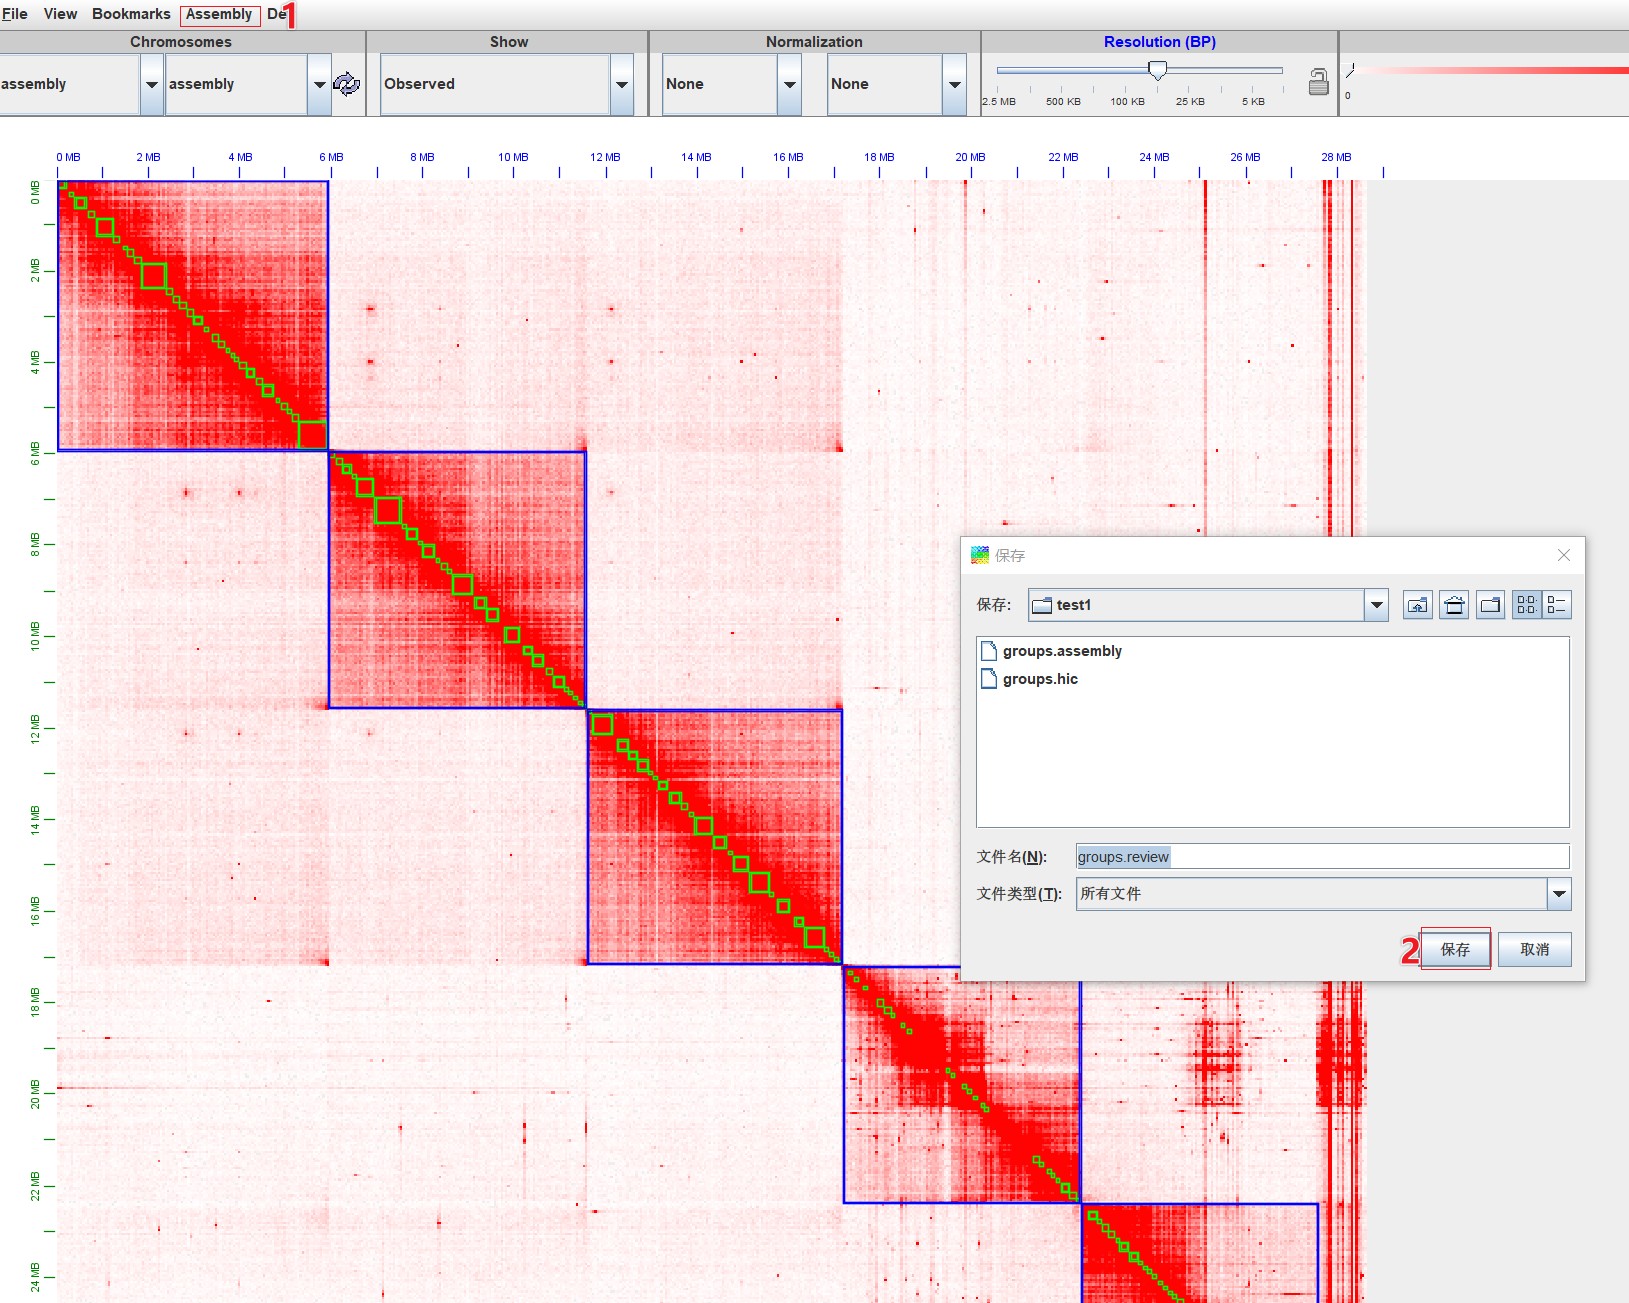 File View Bookmarks Assembly De 1
Chromosomes Show Normalization Resolution (BP)
assembly assembly Observed None None
2.5 MB 500 KB 100 KB 25 KB 5 KB 0
0 MB 2 MB 4 MB 6 MB 8 MB 10 MB 12 MB 14 MB 16 MB 18 MB 20 MB 22 MB 24 MB 26 MB 28 MB
0 MB
2 MB
4 MB
6 MB
8 MB
10 MB
12 MB
14 MB
16 MB
18 MB
20 MB
22 MB
24 MB
保存
保存: test1
groups.assembly
groups.hic
文件名(N): groups.review
文件类型(T): 所有文件
2 保存 取消